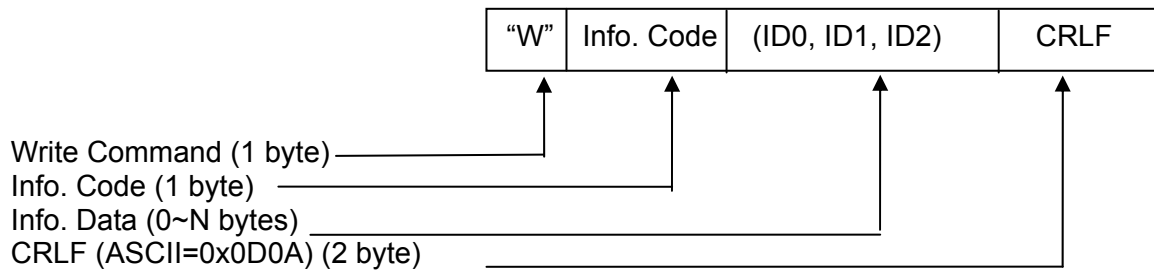 “W” Info. Code (ID0, ID1, ID2) CRLF
Write Command (1 byte)
Info. Code (1 byte)
Info. Data (0~N bytes)
CRLF (ASCII=0x0D0A) (2 byte)